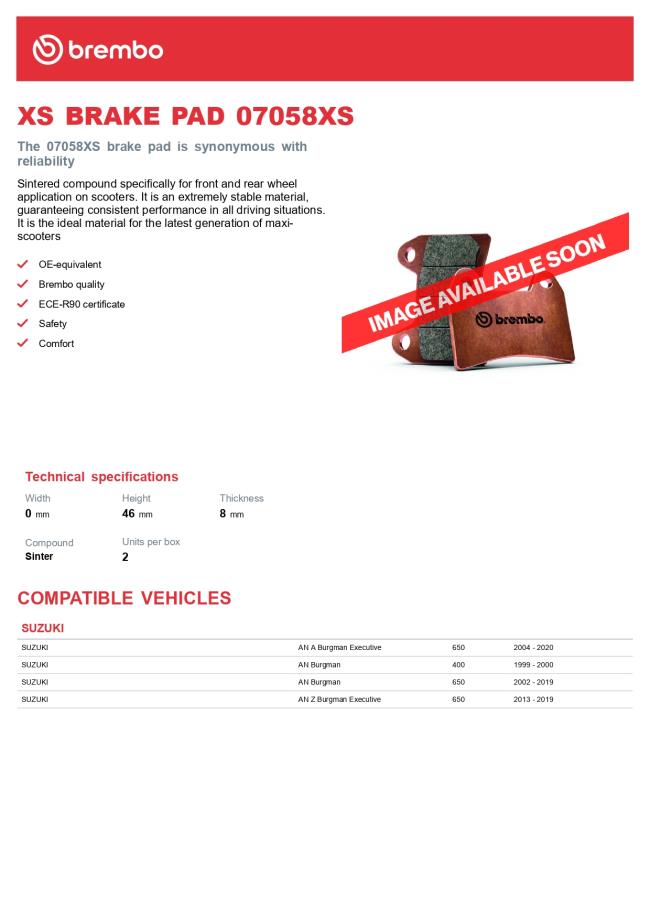 brembo
XS BRAKE PAD 07058XS
The 07058XS brake pad is synonymous with
reliability
Sintered compound specifically for front and rear wheel
application on scooters. It is an extremely stable material,
guaranteeing consistent performance in all driving situations.
It is the ideal material for the latest generation of maxi-
scooters
OE-equivalent
Brembo quality
ECE-R90 certificate
Safety
Comfort
IMAGE AVAILABLE SOON
brembo
Technical specifications
Width Height Thickness
0 mm 46 mm 8 mm
Compound Units per box
Sinter 2
COMPATIBLE VEHICLES
SUZUKI
SUZUKI AN A Burgman Executive 650 2004 - 2020
SUZUKI AN Burgman 400 1999 - 2000
SUZUKI AN Burgman 650 2002 - 2019
SUZUKI AN Z Burgman Executive 650 2013 - 2019